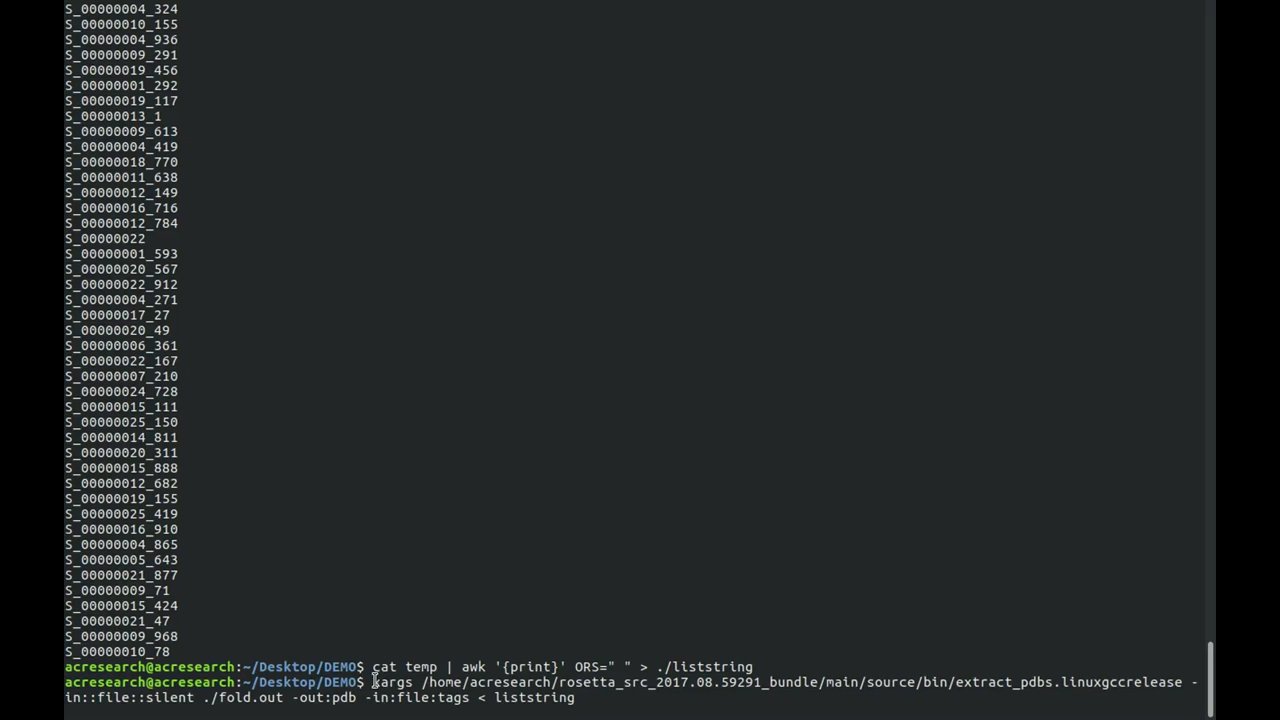 S_00000004_324
S_00000010_155
S_00000004_936
S_00000009_291
S_00000019_456
S_00000001_292
S_00000019_117
S_00000013_1
S_00000009_613
S_00000004_419
S_00000018_770
S_00000011_638
S_00000012_149
S_00000016_716
S_00000012_784
S_00000022
S_00000001_593
S_00000020_567
S_00000022_912
S_00000004_271
S_00000017_27
S_00000020_49
S_00000006_361
S_00000022_167
S_00000007_210
S_00000024_728
S_00000015_111
S_00000025_150
S_00000014_811
S_00000020_311
S_00000015_888
S_00000012_682
S_00000019_155
S_00000025_419
S_00000016_910
S_00000004_865
S_00000005_643
S_00000021_877
S_00000009_71
S_00000015_424
S_00000021_47
S_00000009_968
S_00000010_78
acresearch@acresearch:~/Desktop/DEMO$ cat temp | awk '{print}' ORS=" " > ./liststring
acresearch@acresearch:~/Desktop/DEMO$ xargs /home/acresearch/rosetta_src_2017.08.59291_bundle/main/source/bin/extract_pdbs.linuxgccrelease -
in::file::silent ./fold.out -out:pdb -in:file:tags < liststring